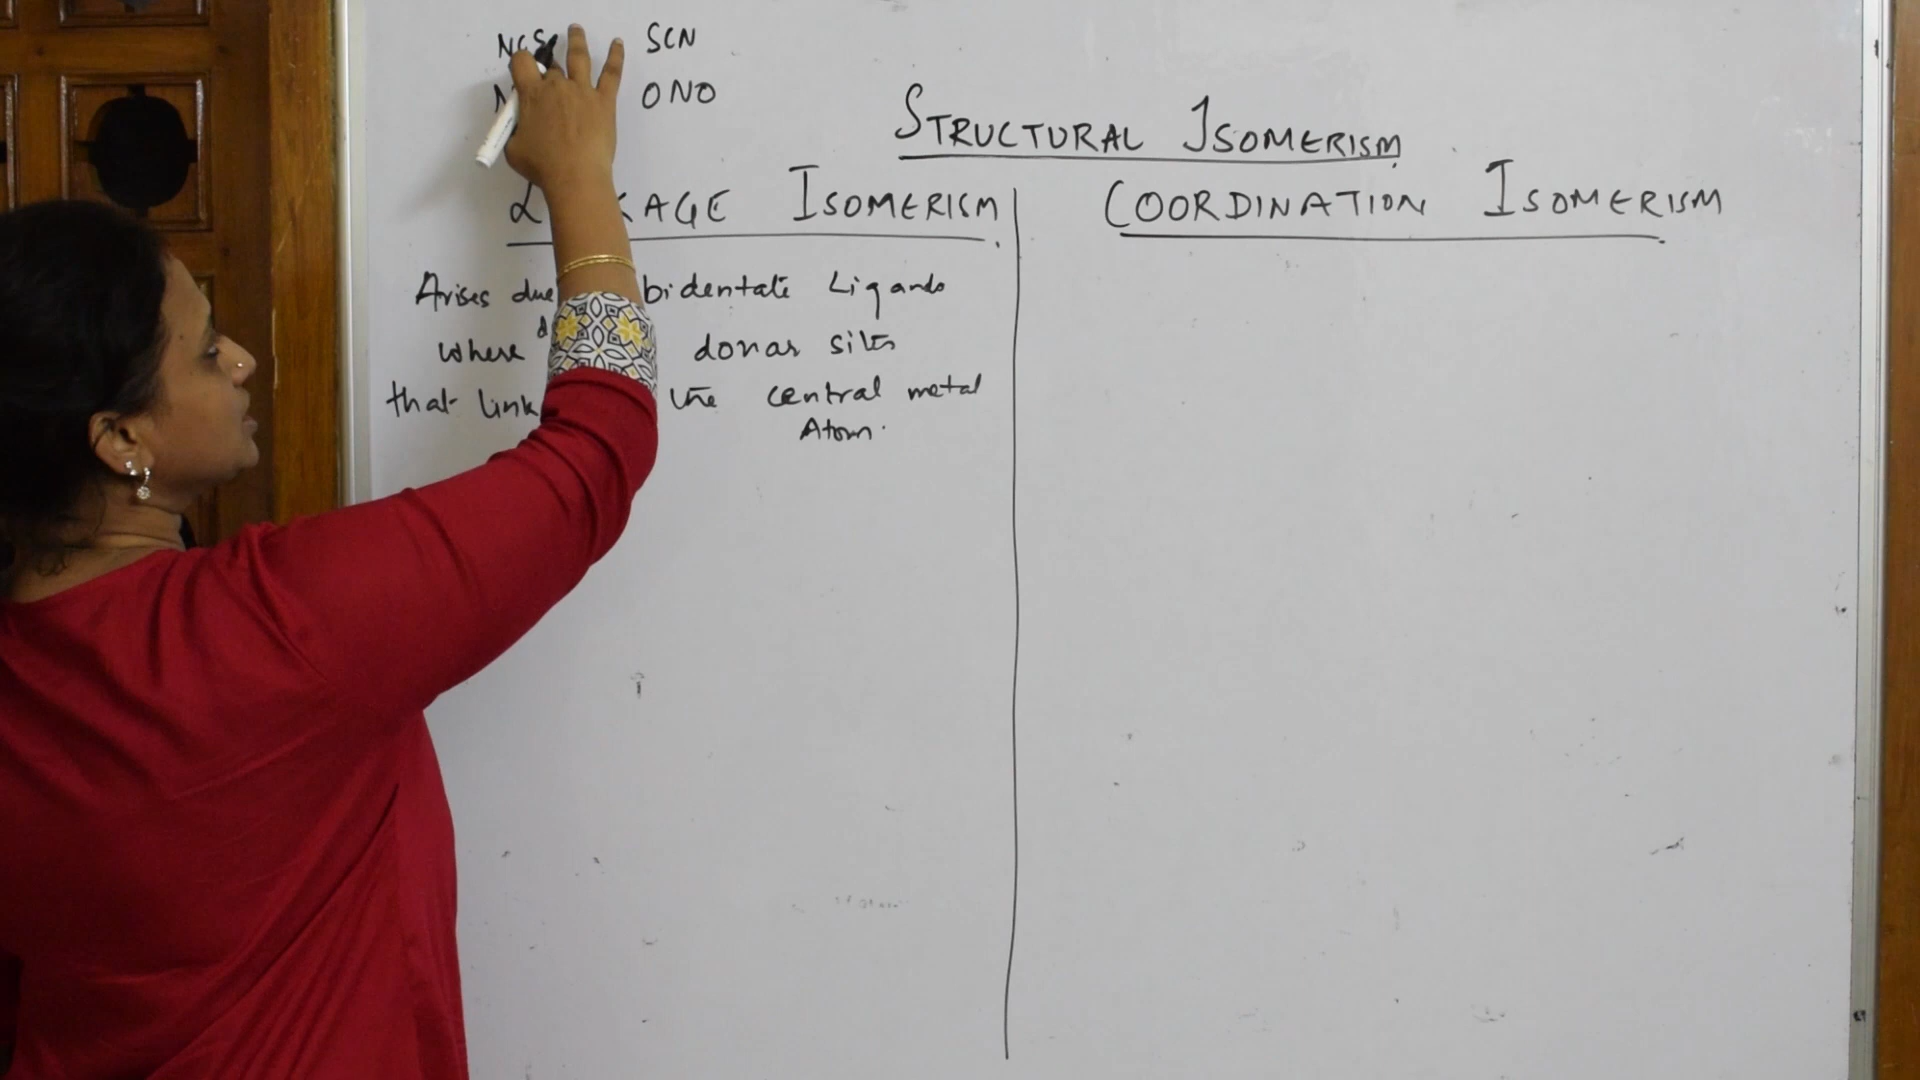 NCS SCN
ONO
STRUCTURAL ISOMERISM
LINKAGE ISOMERISM
COORDINATION ISOMERISM
Arises due bidentate Ligands
where donar sites
that link the central metal
Atom.